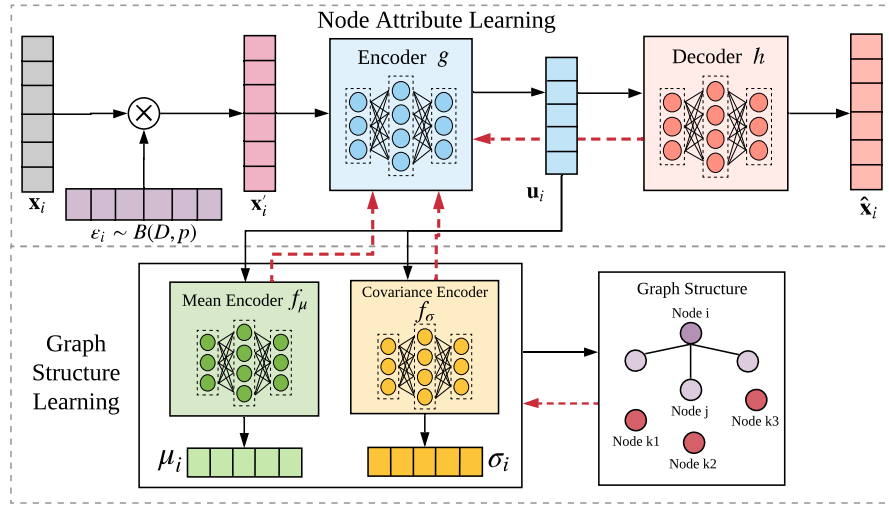 Node Attribute Learning
Encoder g
Decoder h
x_i
x'_i
u_i
x̂_i
ε_i ∼ B(D, p)
Graph
Structure
Learning
Mean Encoder f_μ
Covariance Encoder
f_σ
μ_i
σ_i
Graph Structure
Node i
Node j
Node k1
Node k2
Node k3